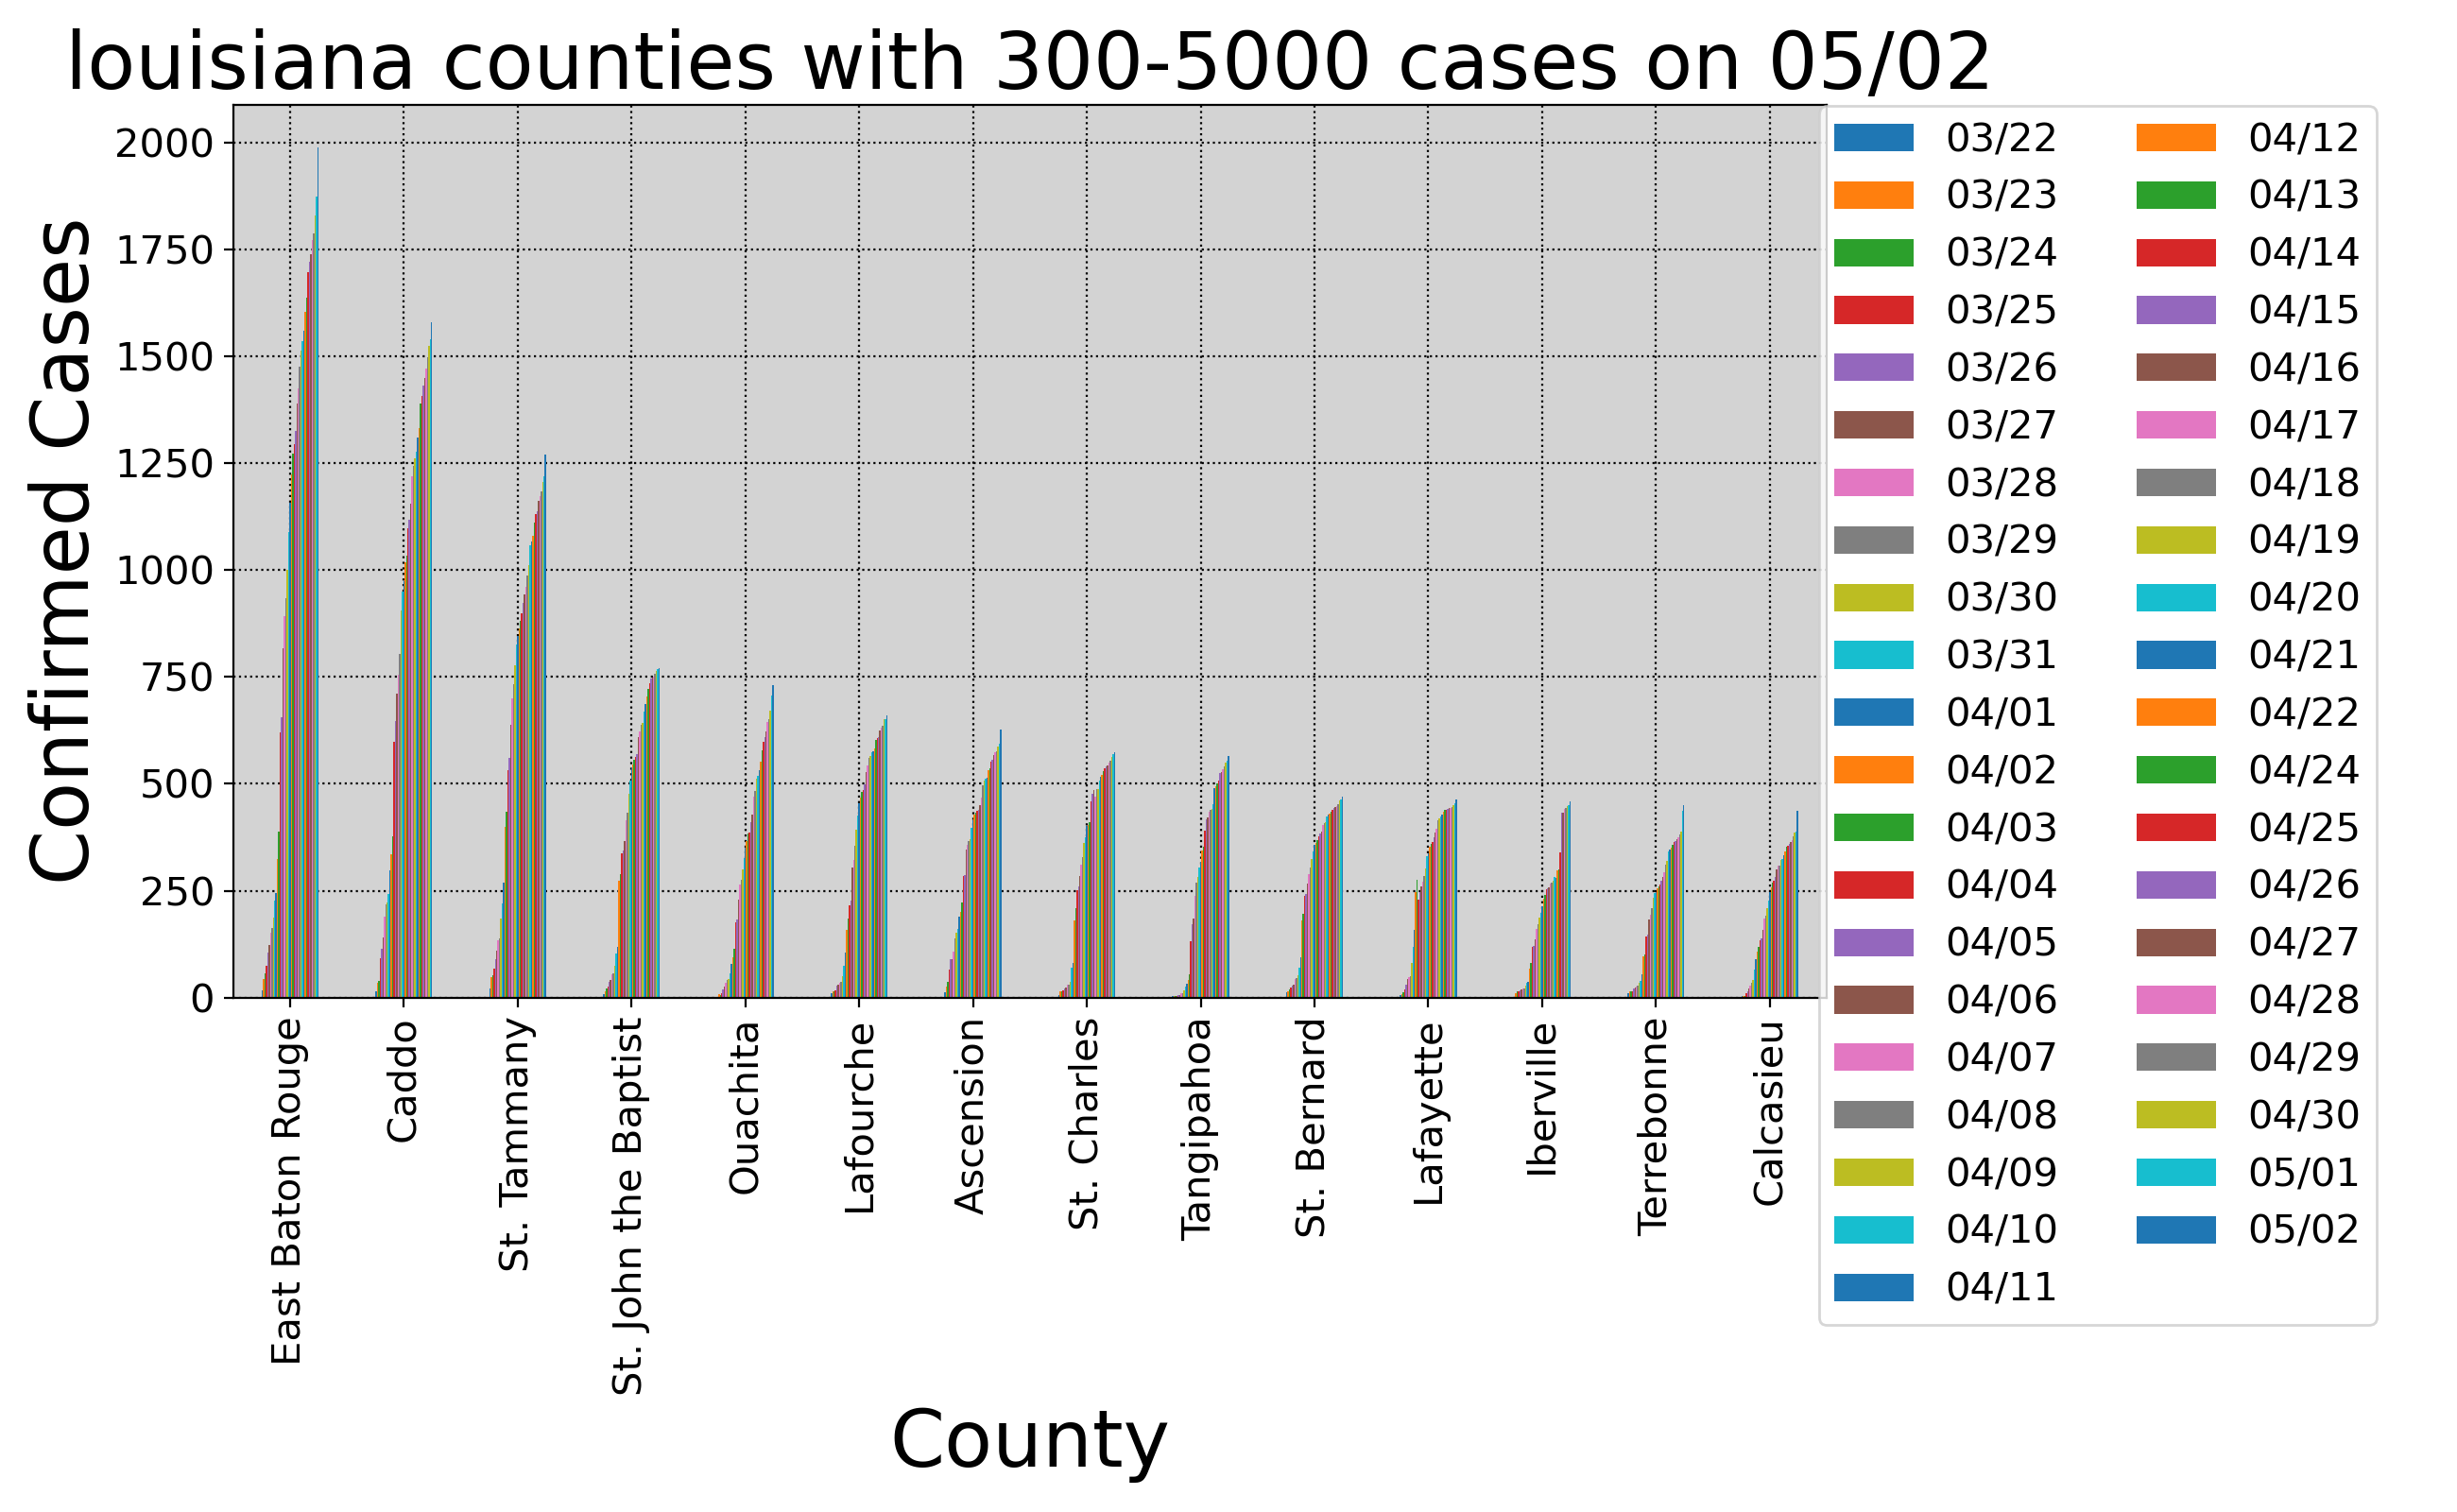 louisiana counties with 300-5000 cases on 05/02
Confirmed Cases
2000
1750
1500
1250
1000
750
500
250
0
East Baton Rouge
Caddo
St. Tammany
St. John the Baptist
Ouachita
Lafourche
Ascension
St. Charles
Tangipahoa
St. Bernard
Lafayette
Iberville
Terrebonne
Calcasieu
County
03/22
03/23
03/24
03/25
03/26
03/27
03/28
03/29
03/30
03/31
04/01
04/02
04/03
04/04
04/05
04/06
04/07
04/08
04/09
04/10
04/11
04/12
04/13
04/14
04/15
04/16
04/17
04/18
04/19
04/20
04/21
04/22
04/24
04/25
04/26
04/27
04/28
04/29
04/30
05/01
05/02